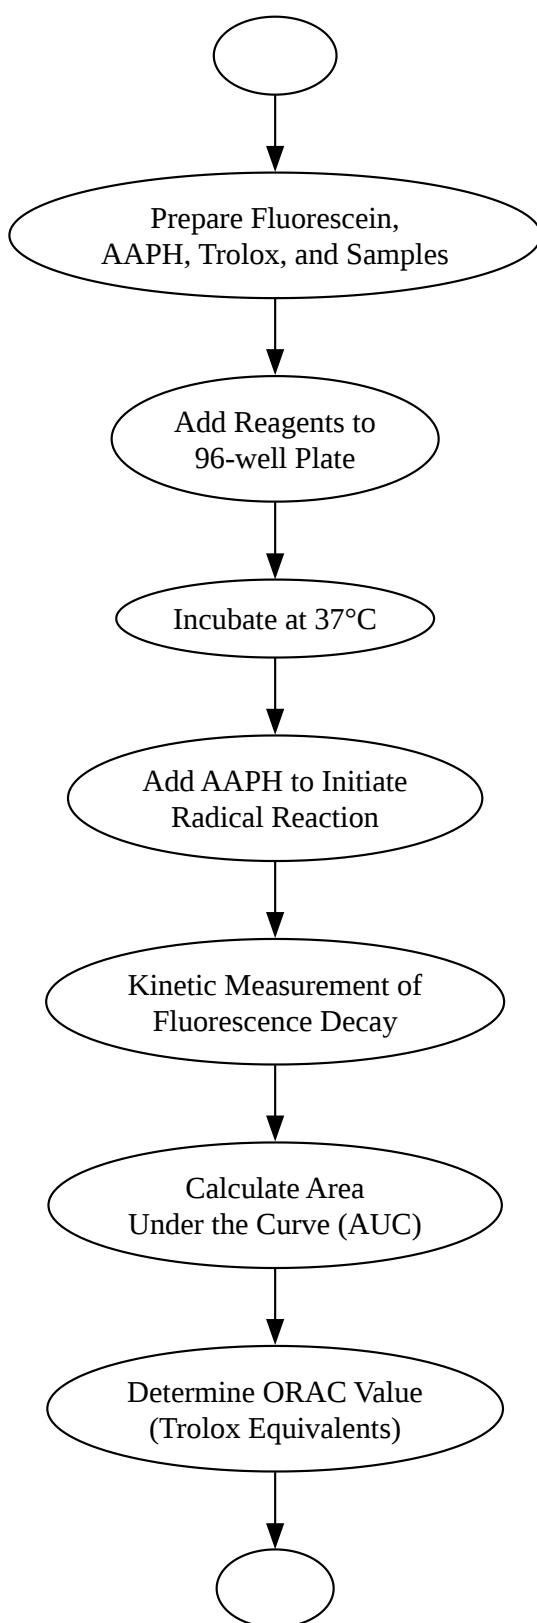 Prepare Fluorescein,
AAPH, Trolox, and Samples
Add Reagents to
96-well Plate
Incubate at 37°C
Add AAPH to Initiate
Radical Reaction
Kinetic Measurement of
Fluorescence Decay
Calculate Area
Under the Curve (AUC)
Determine ORAC Value
(Trolox Equivalents)